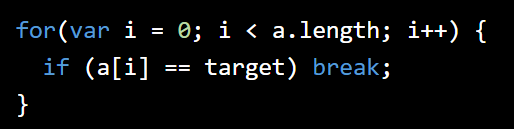 for(var i = 0; i < a.length; i++) {
  if (a[i] == target) break;
}